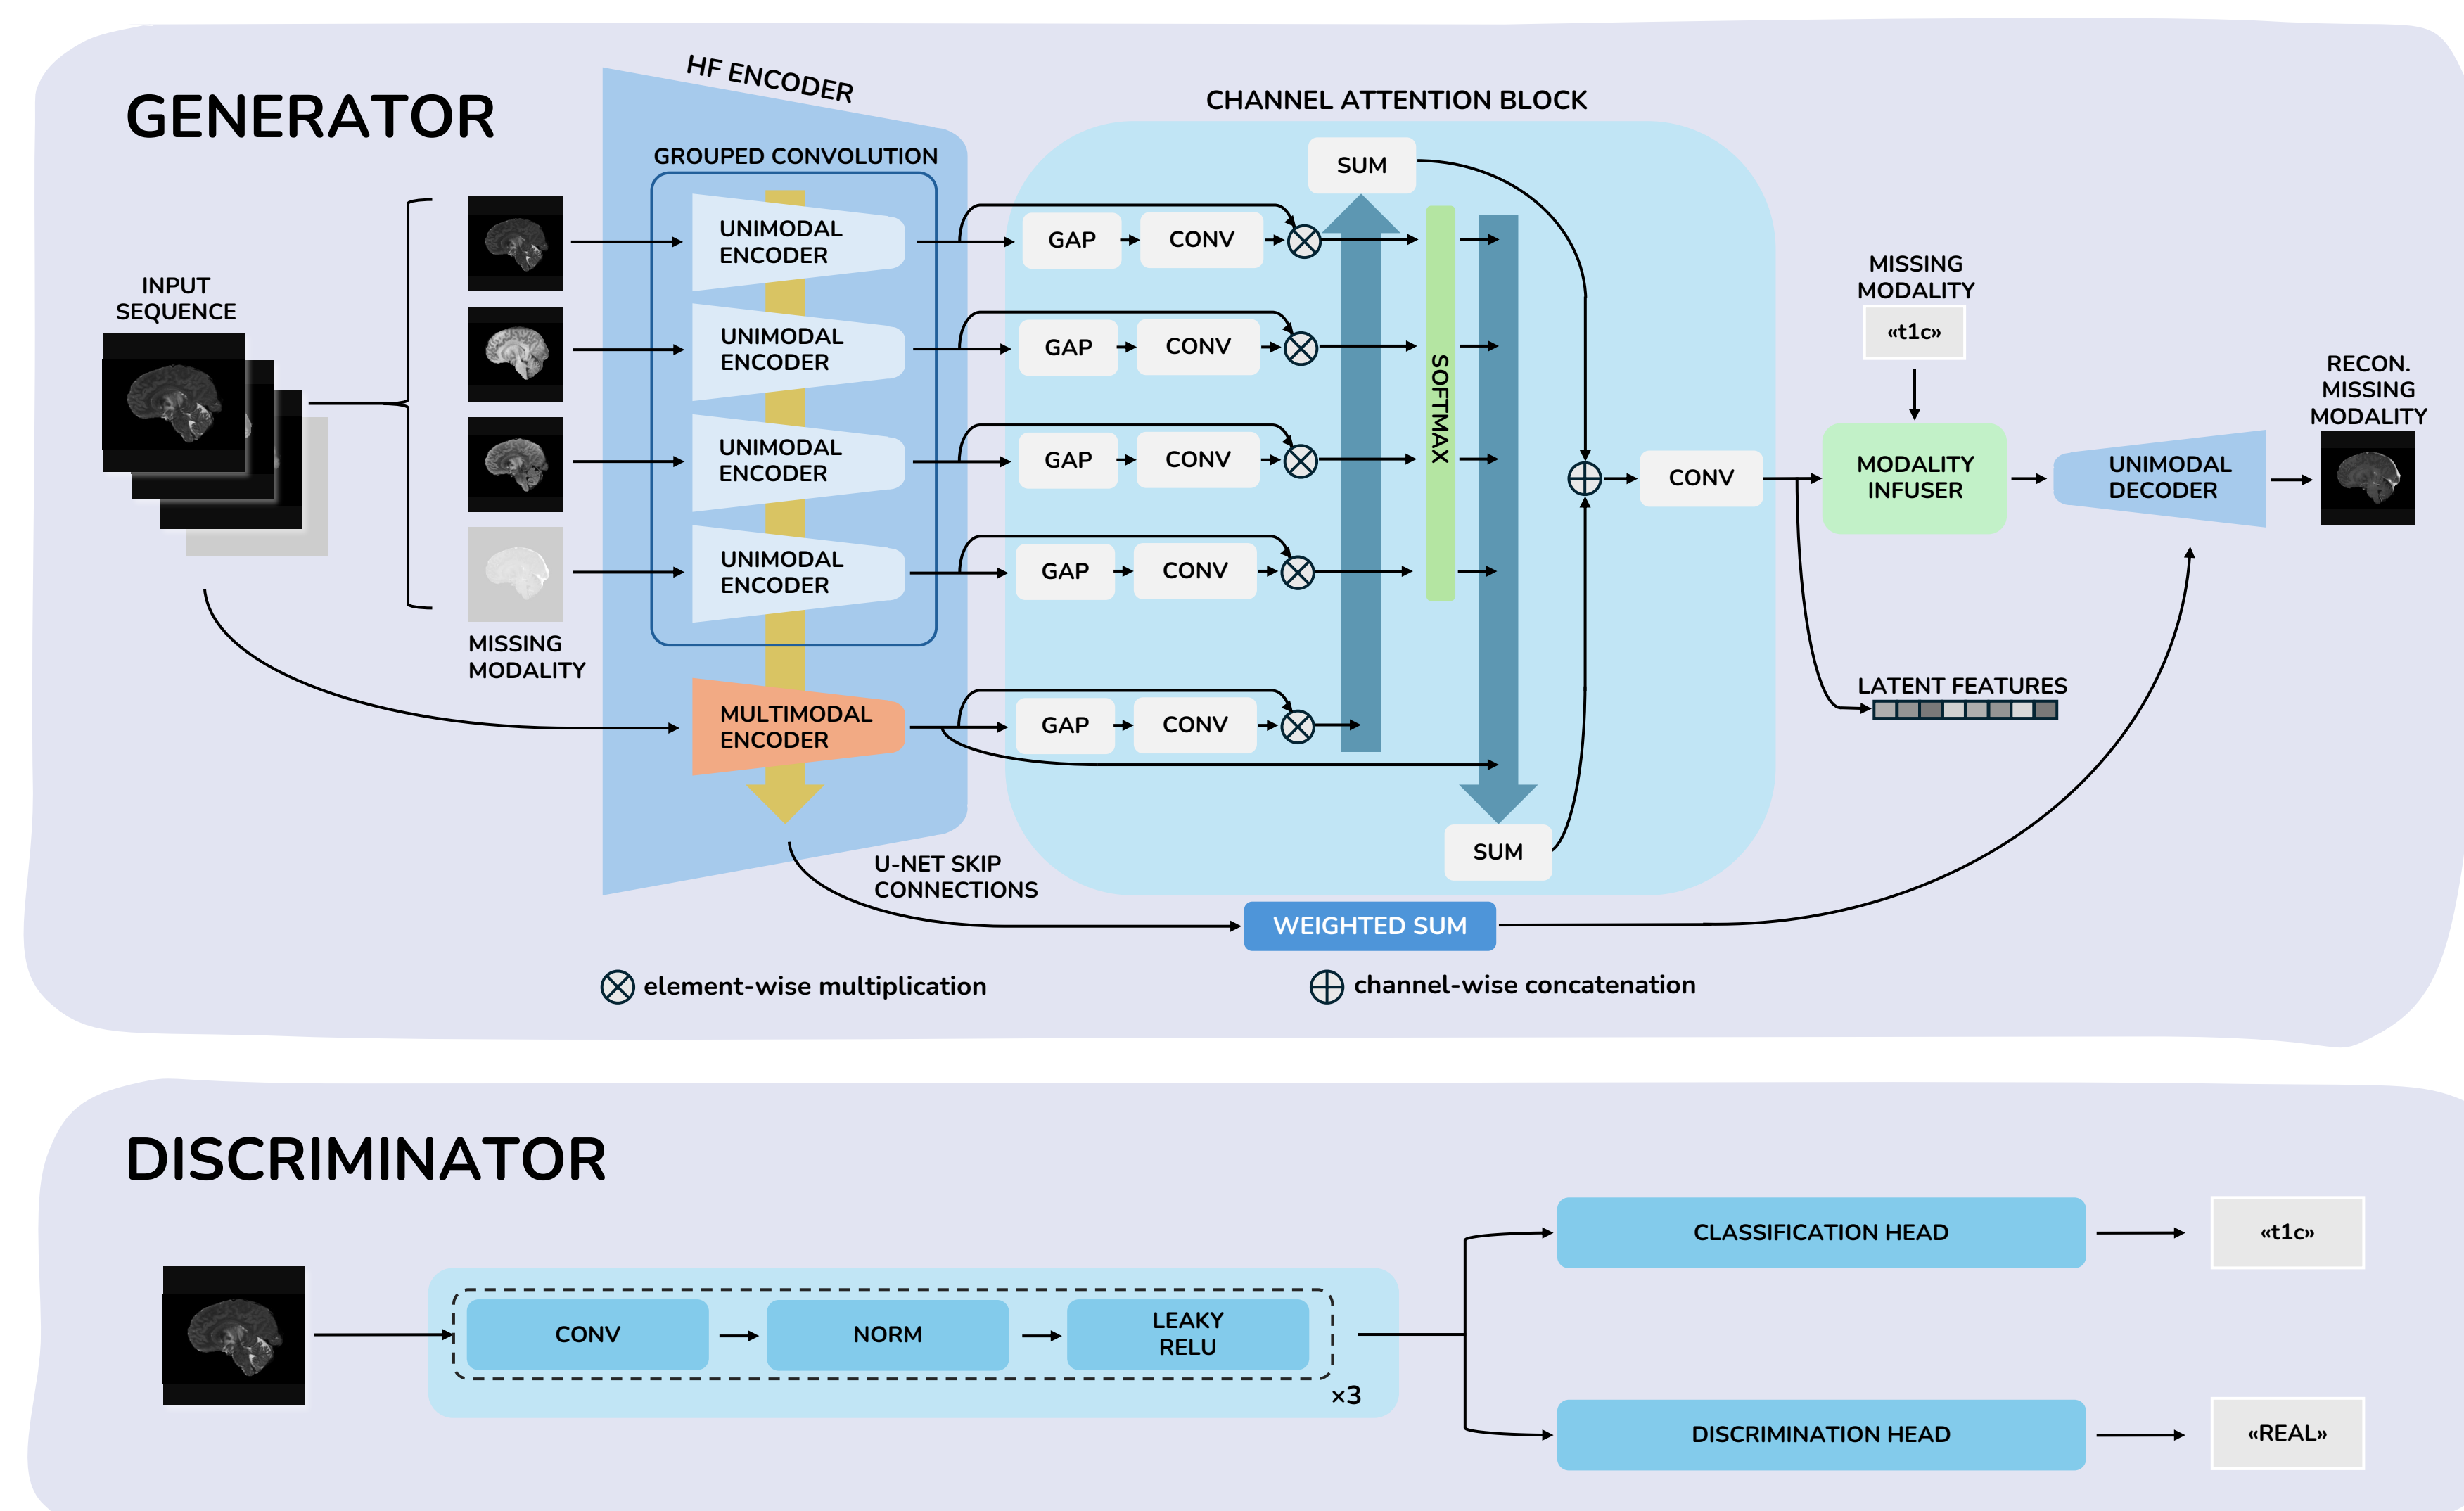 GENERATOR
HF ENCODER
CHANNEL ATTENTION BLOCK
GROUPED CONVOLUTION
SUM
UNIMODAL
ENCODER
GAP
CONV
INPUT
SEQUENCE
UNIMODAL
ENCODER
GAP
CONV
UNIMODAL
ENCODER
GAP
CONV
UNIMODAL
ENCODER
GAP
CONV
SOFTMAX
MISSING
MODALITY
MULTIMODAL
ENCODER
GAP
CONV
SUM
CONV
MISSING
MODALITY
«t1c»
MODALITY
INFUSER
UNIMODAL
DECODER
RECON.
MISSING
MODALITY
LATENT FEATURES
U-NET SKIP
CONNECTIONS
WEIGHTED SUM
element-wise multiplication
channel-wise concatenation
DISCRIMINATOR
CONV
NORM
LEAKY
RELU
×3
CLASSIFICATION HEAD
«t1c»
DISCRIMINATION HEAD
«REAL»